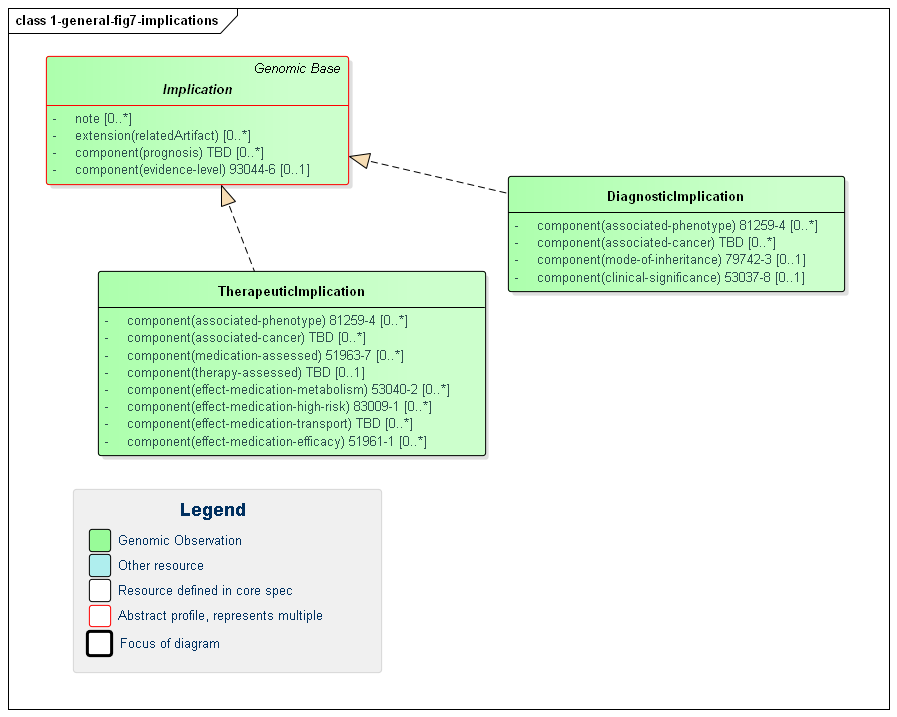 class 1-general-fig7-implications
Genomic Base
Implication
- note [0..*]
- extension(relatedArtifact) [0..*]
- component(prognosis) TBD [0..*]
- component(evidence-level) 93044-6 [0..1]
DiagnosticImplication
- component(associated-phenotype) 81259-4 [0..*]
- component(associated-cancer) TBD [0..*]
- component(mode-of-inheritance) 79742-3 [0..1]
- component(clinical-significance) 53037-8 [0..1]
TherapeuticImplication
- component(associated-phenotype) 81259-4 [0..*]
- component(associated-cancer) TBD [0..*]
- component(medication-assessed) 51963-7 [0..*]
- component(therapy-assessed) TBD [0..1]
- component(effect-medication-metabolism) 53040-2 [0..*]
- component(effect-medication-high-risk) 83009-1 [0..*]
- component(effect-medication-transport) TBD [0..*]
- component(effect-medication-efficacy) 51961-1 [0..*]
Legend
Genomic Observation
Other resource
Resource defined in core spec
Abstract profile, represents multiple
Focus of diagram